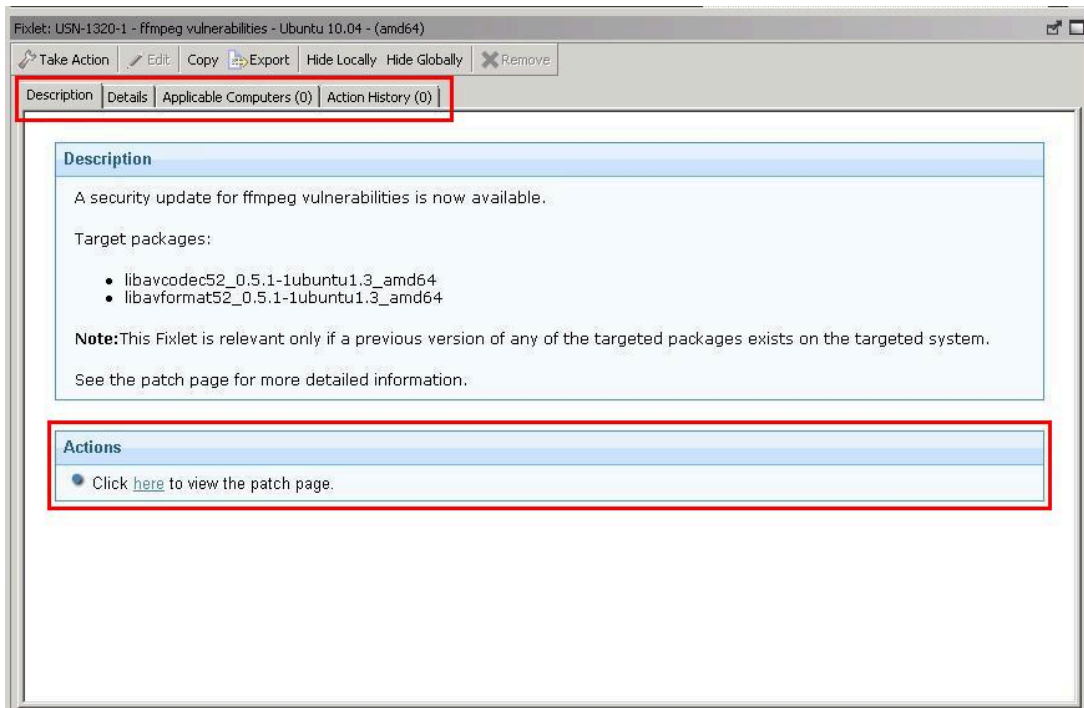 Fixlet: USN-1320-1 - ffmpeg vulnerabilities - Ubuntu 10.04 - (amd64)
Take Action Edit Copy Export Hide Locally Hide Globally Remove
Description Details Applicable Computers (0) Action History (0)
Description
A security update for ffmpeg vulnerabilities is now available.
Target packages:
• libavcodec52_0.5.1-1ubuntu1.3_amd64
• libavformat52_0.5.1-1ubuntu1.3_amd64
Note:This Fixlet is relevant only if a previous version of any of the targeted packages exists on the targeted system.
See the patch page for more detailed information.
Actions
Click here to view the patch page.